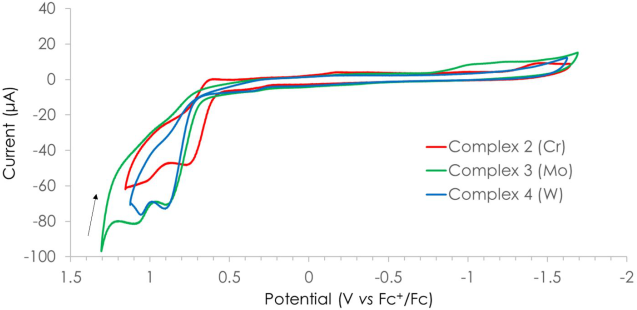 40
20
0
-20
-40
-60
-80
-100
Current (µA)
Complex 2 (Cr)
Complex 3 (Mo)
Complex 4 (W)
1.5 1 0.5 0 -0.5 -1 -1.5 -2
Potential (V vs Fc⁺/Fc)